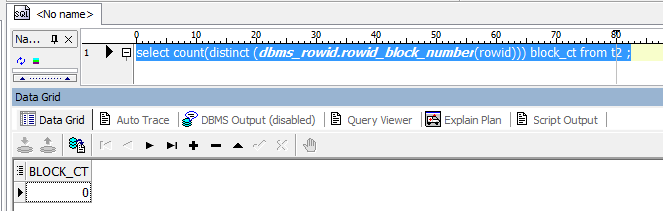 SQL <No name>
Na...
0 10 20 30 40 50 60 70 80
1 select count(distinct (dbms_rowid.rowid_block_number(rowid))) block_ct from t2 ;
Data Grid
Data Grid Auto Trace DBMS Output (disabled) Query Viewer Explain Plan Script Output
BLOCK_CT
0